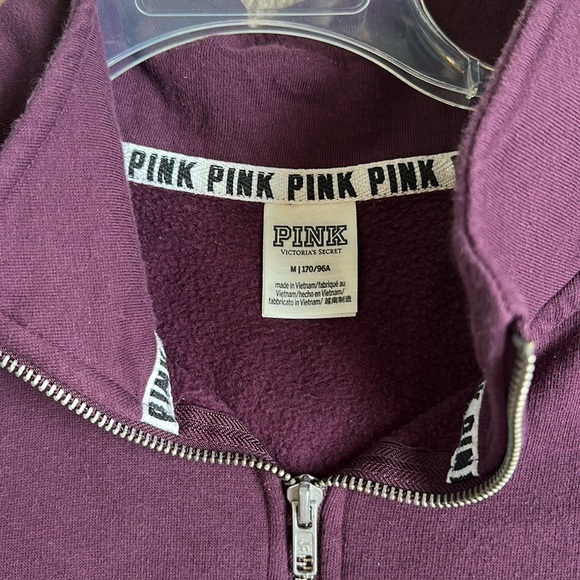 PINK PINK PINK PINK
PINK
VICTORIA'S SECRET
M | 170/96A
made in Vietnam/fabriqué au
Vietnam/hecho en Vietnam/
fabricado in Vietnam/ 越南制造
PINK
PINK